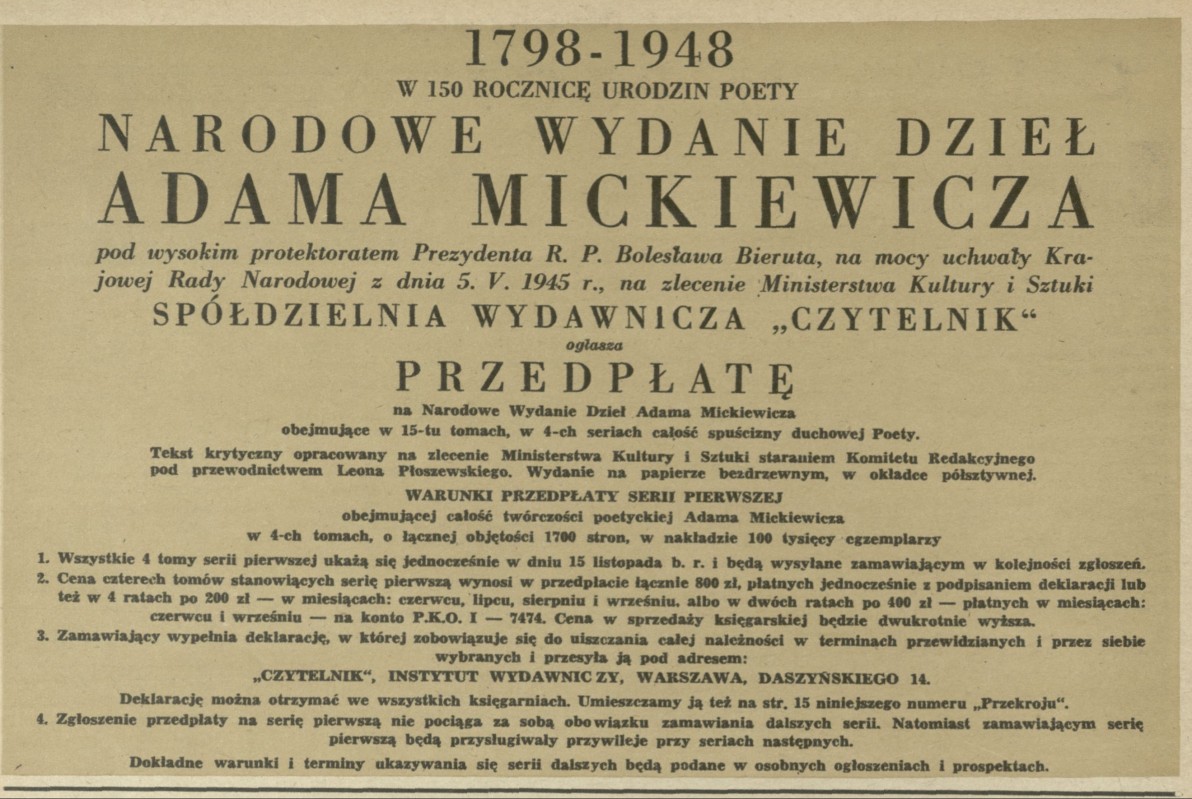 1798-1948
W 150 ROCZNICĘ URODZIN POETY
NARODOWE WYDANIE DZIEŁ
ADAMA MICKIEWICZA
pod wysokim protektoratem Prezydenta R. P. Bolesława Bieruta, na mocy uchwały Kra-
jowej Rady Narodowej z dnia 5. V. 1945 r., na zlecenie Ministerstwa Kultury i Sztuki
SPÓŁDZIELNIA WYDAWNICZA „CZYTELNIK“
ogłasza
PRZEDPŁATĘ
na Narodowe Wydanie Dzieł Adama Mickiewicza
obejmujące w 15-tu tomach, w 4-ch seriach całość spuścizny duchowej Poety.
Tekst krytyczny opracowany na zlecenie Ministerstwa Kultury i Sztuki staraniem Komitetu Redakcyjnego
pod przewodnictwem Leona Płoszewskiego. Wydanie na papierze bezdrzewnym, w okładce półsztywnej.
WARUNKI PRZEDPŁATY SERII PIERWSZEJ
obejmującej całość twórczości poetyckiej Adama Mickiewicza
w 4-ch tomach, o łącznej objętości 1700 stron, w nakładzie 100 tysięcy egzemplarzy
1. Wszystkie 4 tomy serii pierwszej ukażą się jednocześnie w dniu 15 listopada b. r. i będą wysyłane zamawiającym w kolejności zgłoszeń.
2. Cena czterech tomów stanowiących serię pierwszą wynosi w przedpłacie łącznie 800 zł, płatnych jednocześnie z podpisaniem deklaracji lub
też w 4 ratach po 200 zł — w miesiącach: czerwcu, lipcu, sierpniu i wrześniu. albo w dwóch ratach po 400 zł — płatnych w miesiącach:
czerwcu i wrześniu — na konto P.K.O. I — 7474. Cena w sprzedaży księgarskiej będzie dwukrotnie wyższa.
3. Zamawiający wypełnia deklarację, w której zobowiązuje się do uiszczania całej należności w terminach przewidzianych i przez siebie
wybranych i przesyła ją pod adresem:
„CZYTELNIK“, INSTYTUT WYDAWNICZY, WARSZAWA, DASZYŃSKIEGO 14.
Deklarację można otrzymać we wszystkich księgarniach. Umieszczamy ją też na str. 15 niniejszego numeru „Przekroju“.
4. Zgłoszenie przedpłaty na serię pierwszą nie pociąga za sobą obowiązku zamawiania dalszych serii. Natomiast zamawiającym serię
pierwszą będą przysługiwały przywileje przy seriach następnych.
Dokładne warunki i terminy ukazywania się serii dalszych będą podane w osobnych ogłoszeniach i prospektach.